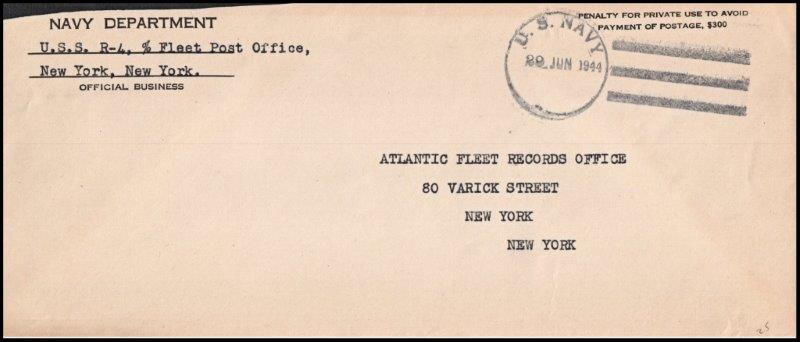 NAVY DEPARTMENT
U.S.S. R-4, % Fleet Post Office,
New York, New York.
OFFICIAL BUSINESS
PENALTY FOR PRIVATE USE TO AVOID
PAYMENT OF POSTAGE, $300
U. S. NAVY
JUN 1944
ATLANTIC FLEET RECORDS OFFICE
80 VARICK STREET
NEW YORK
NEW YORK
25